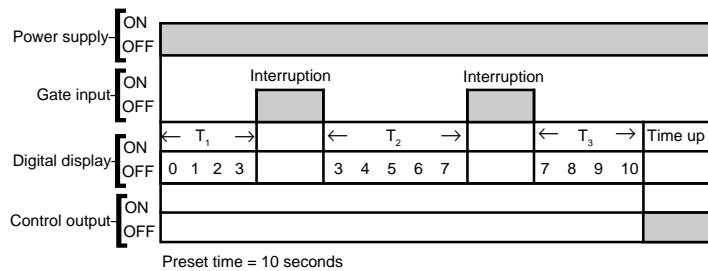 Power supply
ON
OFF
Gate input
ON
OFF
Interruption
Interruption
Digital display
ON
OFF
← T1 →
← T2 →
← T3 →
Time up
0 1 2 3
3 4 5 6 7
7 8 9 10
Control output
ON
OFF
Preset time = 10 seconds